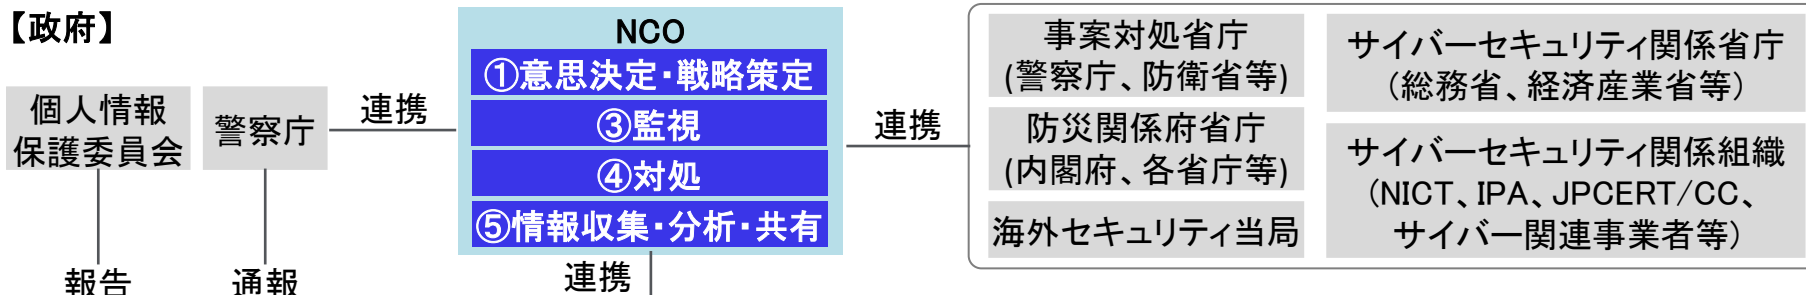 【政府】
個人情報
保護委員会
警察庁
連携
NCO
①意思決定・戦略策定
③監視
④対処
⑤情報収集・分析・共有
連携
事案対処省庁
(警察庁、防衛省等)
防災関係府省庁
(内閣府、各省庁等)
海外セキュリティ当局
サイバーセキュリティ関係省庁
(総務省、経済産業省等)
サイバーセキュリティ関係組織
(NICT、IPA、JPCERT/CC、
サイバー関連事業者等)
報告
通報
連携